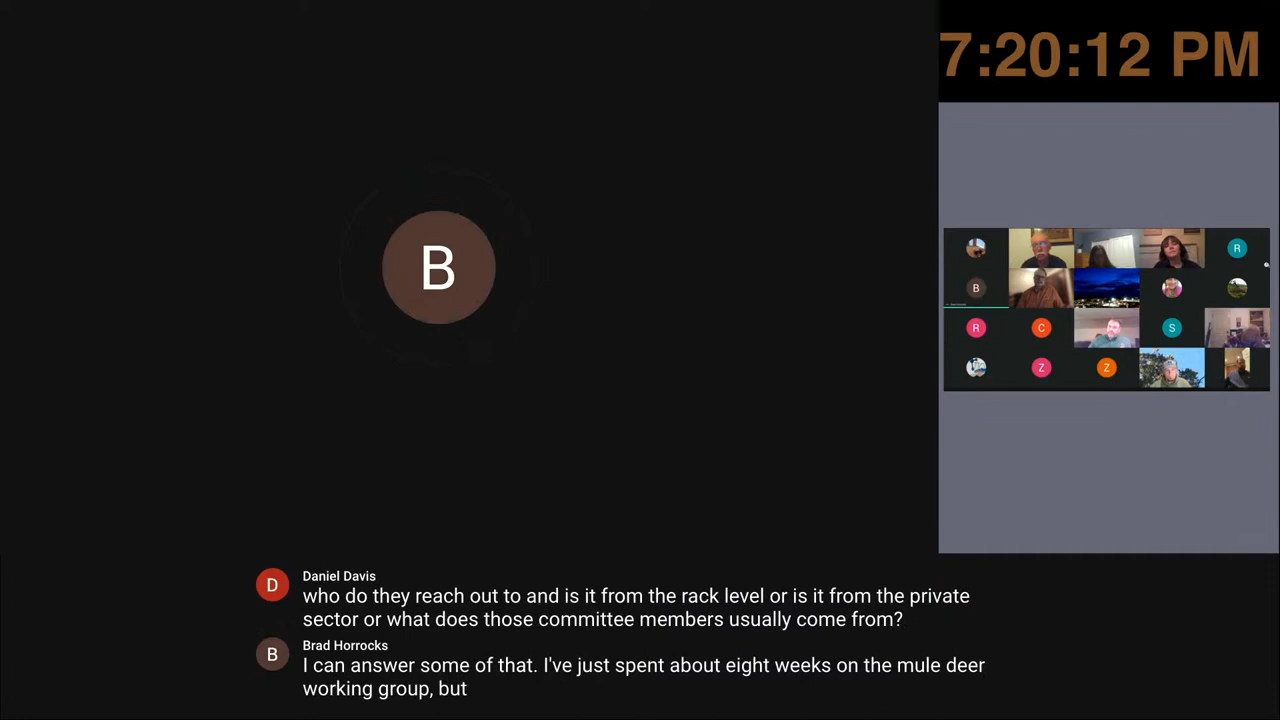 7:20:12 PM
B
R
B
R
C
S
Z
Z
D
Daniel Davis
who do they reach out to and is it from the rack level or is it from the private
sector or what does those committee members usually come from?
B
Brad Horrocks
I can answer some of that. I've just spent about eight weeks on the mule deer
working group, but